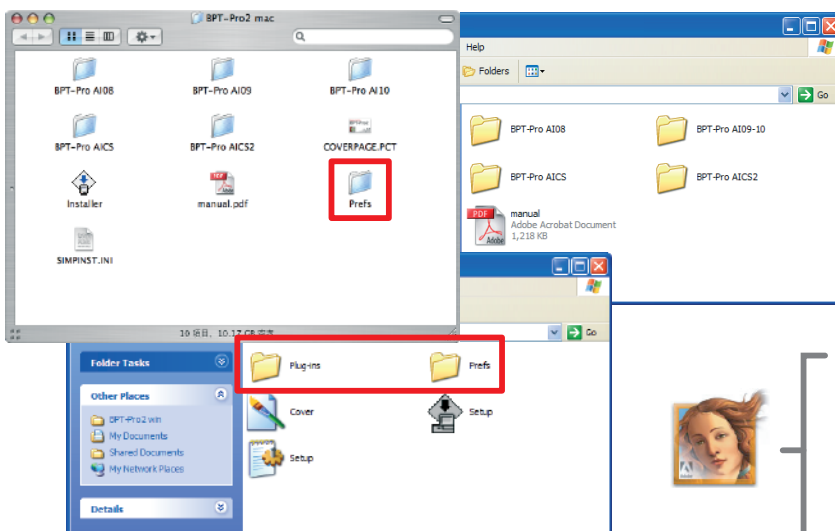 BPT-Pro2 mac
BPT-Pro AI08
BPT-Pro AI09
BPT-Pro AI10
BPT-Pro AICS
BPT-Pro AICS2
COVERPAGE.PCT
Installer
manual.pdf
Prefs
SIMPINST.INI
Help
Folders
Go
BPT-Pro AI08
BPT-Pro AI09-10
BPT-Pro AICS
BPT-Pro AICS2
PDF
Adobe
manual
Adobe Acrobat Document
1,218 KB
Go
Folder Tasks
Other Places
BPT-Pro2 win
My Documents
Shared Documents
My Network Places
Details
Plug-ins
Prefs
Cover
Setup
Setup